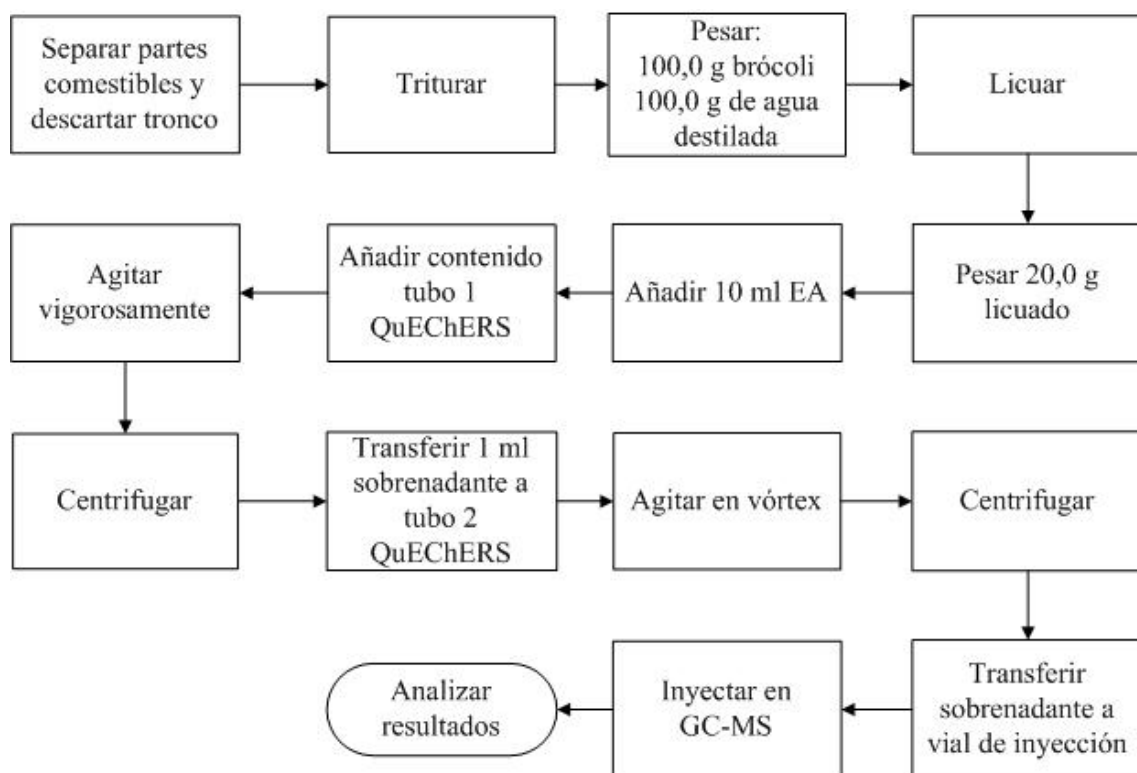 Separar partes
comestibles y
descartar tronco
Triturar
Pesar:
100,0 g brócoli
100,0 g de agua
destilada
Licuar
Pesar 20,0 g
licuado
Añadir 10 ml EA
Añadir contenido
tubo 1
QuEChERS
Agitar
vigorosamente
Centrifugar
Transferir 1 ml
sobrenadante a
tubo 2
QuEChERS
Agitar en vórtex
Centrifugar
Transferir
sobrenadante a
vial de inyección
Inyectar en
GC-MS
Analizar
resultados